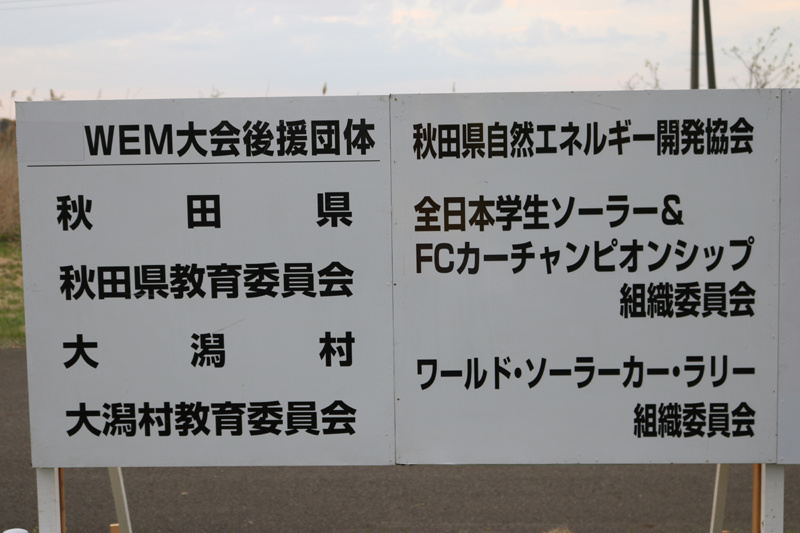 WEM大会後援団体
秋田県
秋田県教育委員会
大潟村
大潟村教育委員会
秋田県自然エネルギー開発協会
全日本学生ソーラー&
FCカーチャンピオンシップ
組織委員会
ワールド・ソーラーカー・ラリー
組織委員会